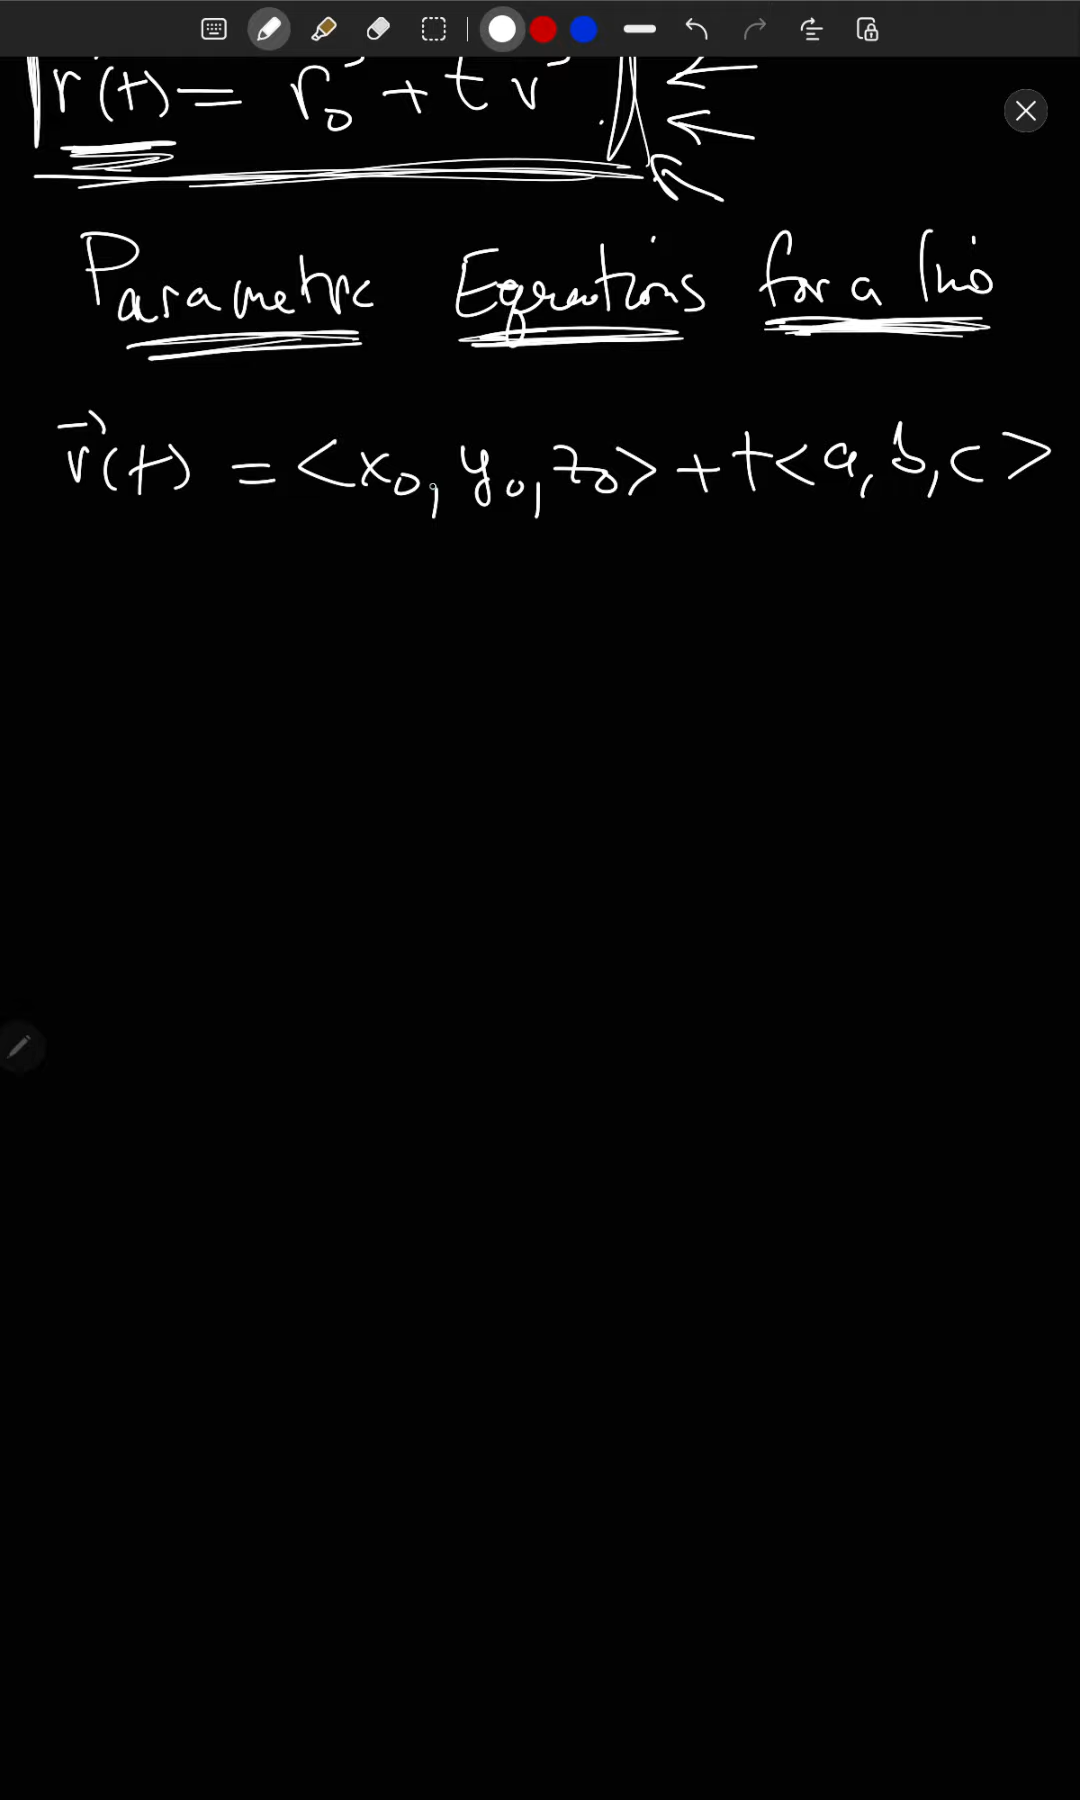 r(t) = r₀ + t v
Parametric Equations for a line
r⃗(t) = <x₀, y₀, z₀> + t<a, b, c>